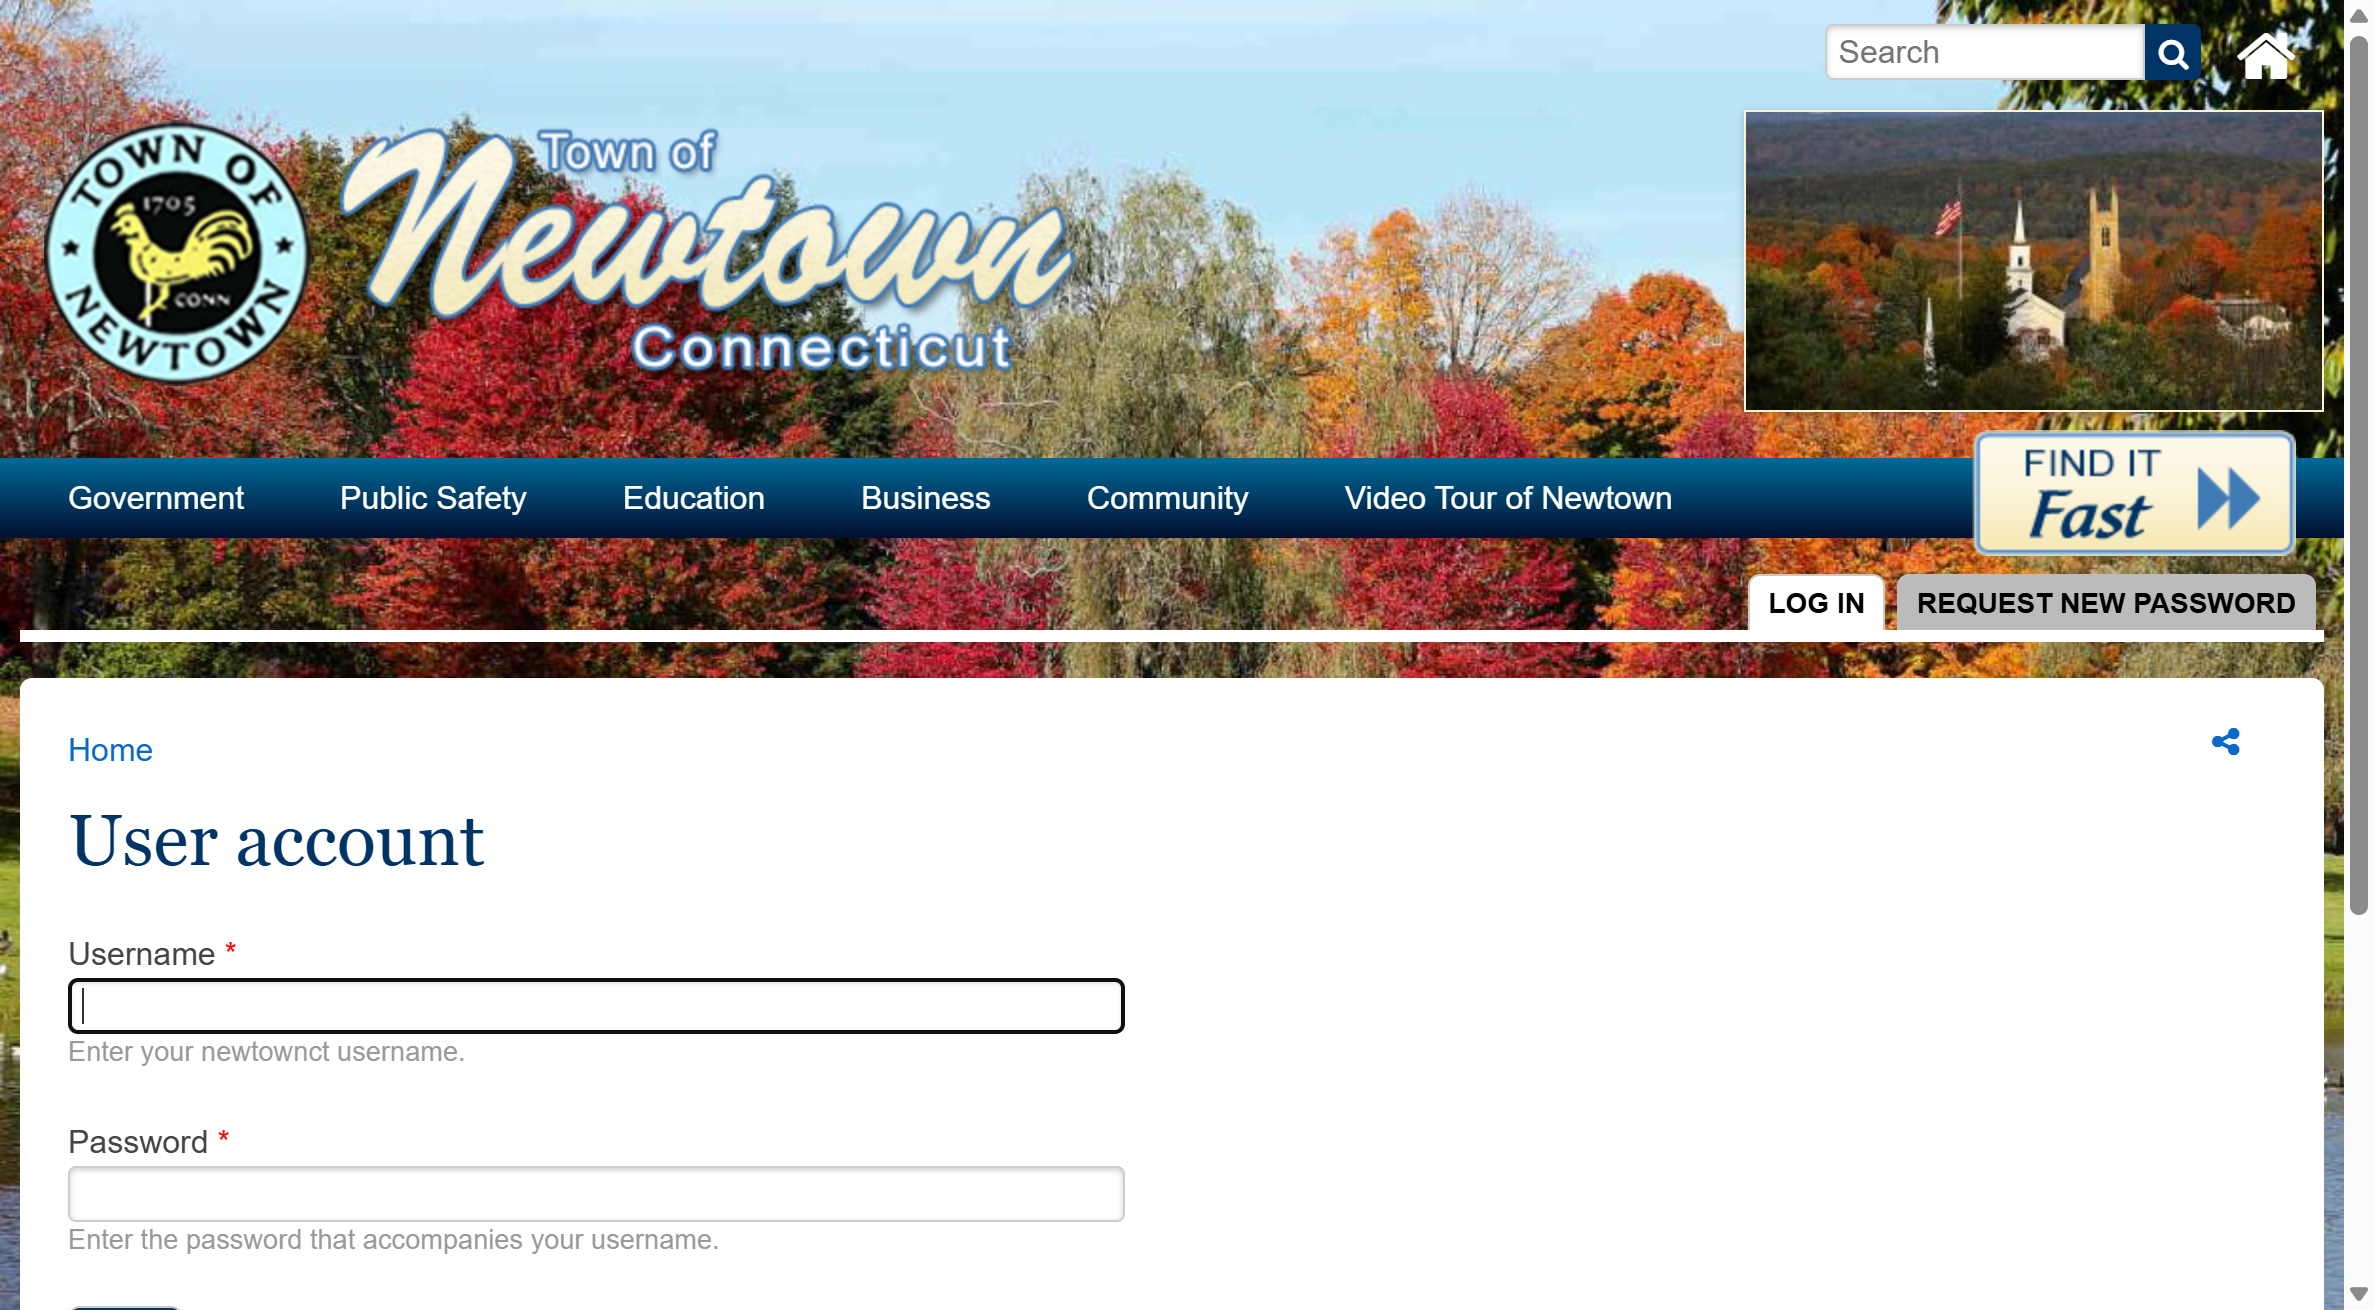 Search
TOWN OF NEWTOWN
1705
CONN
Town of
Newtown
Connecticut
Government
Public Safety
Education
Business
Community
Video Tour of Newtown
FIND IT
Fast
LOG IN
REQUEST NEW PASSWORD
Home
User account
Username *
Enter your newtownct username.
Password *
Enter the password that accompanies your username.